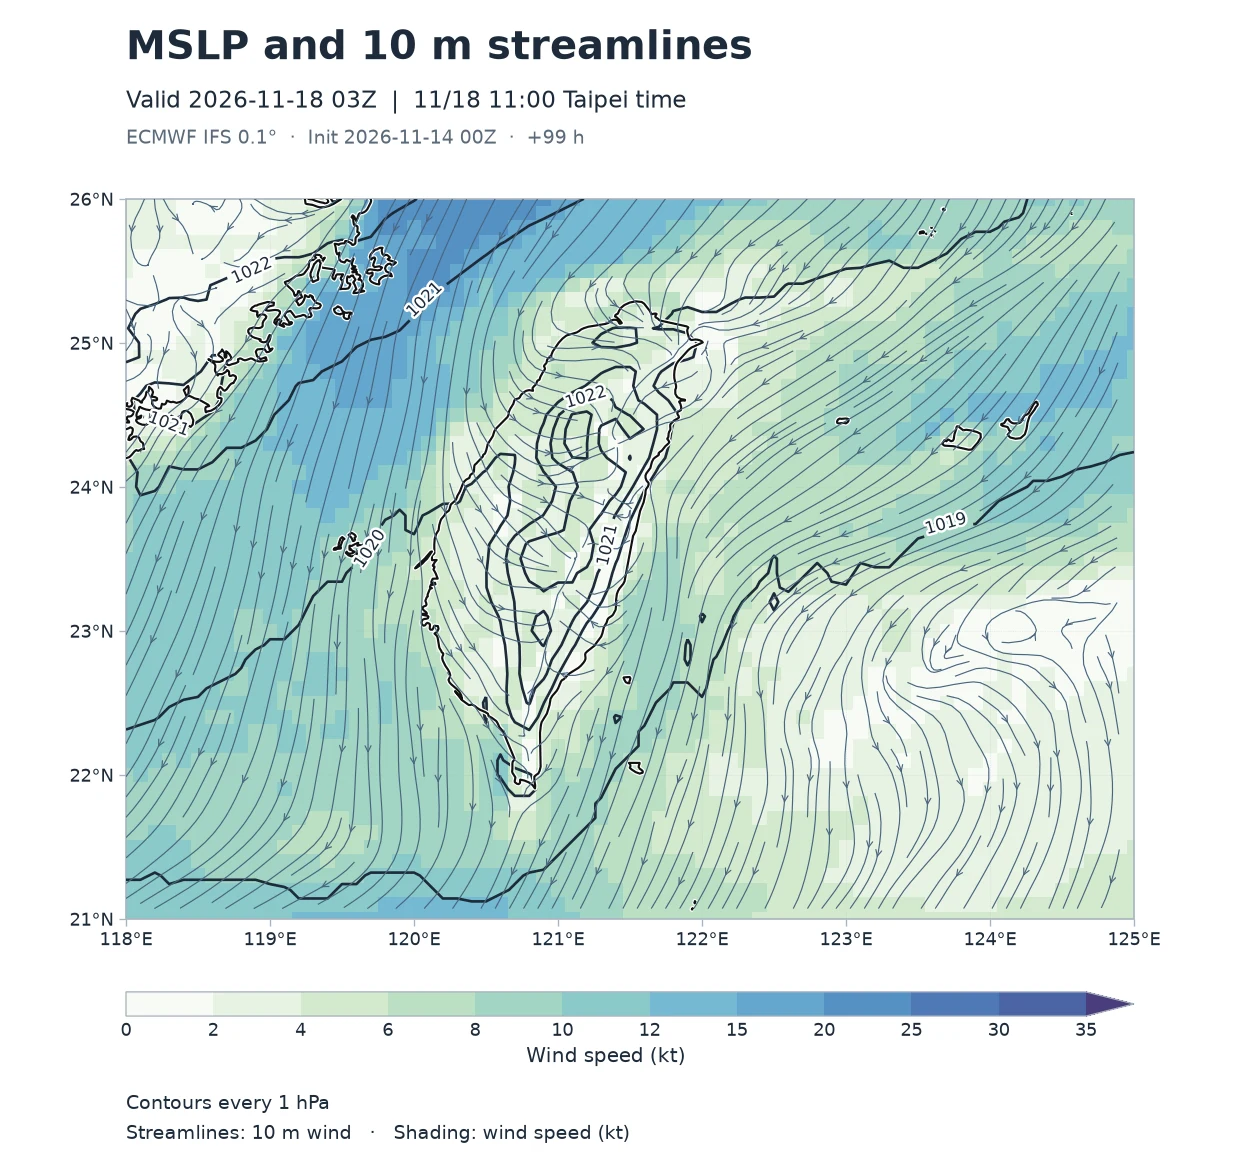 MSLP and 10 m streamlines
Valid 2026-11-18 03Z | 11/18 11:00 Taipei time
ECMWF IFS 0.1° · Init 2026-11-14 00Z · +99 h
26°N
25°N
24°N
23°N
22°N
21°N
1022
1021
1021
1022
1021
1020
1019
118°E 119°E 120°E 121°E 122°E 123°E 124°E 125°E
0 2 4 6 8 10 12 15 20 25 30 35
Wind speed (kt)
Contours every 1 hPa
Streamlines: 10 m wind · Shading: wind speed (kt)